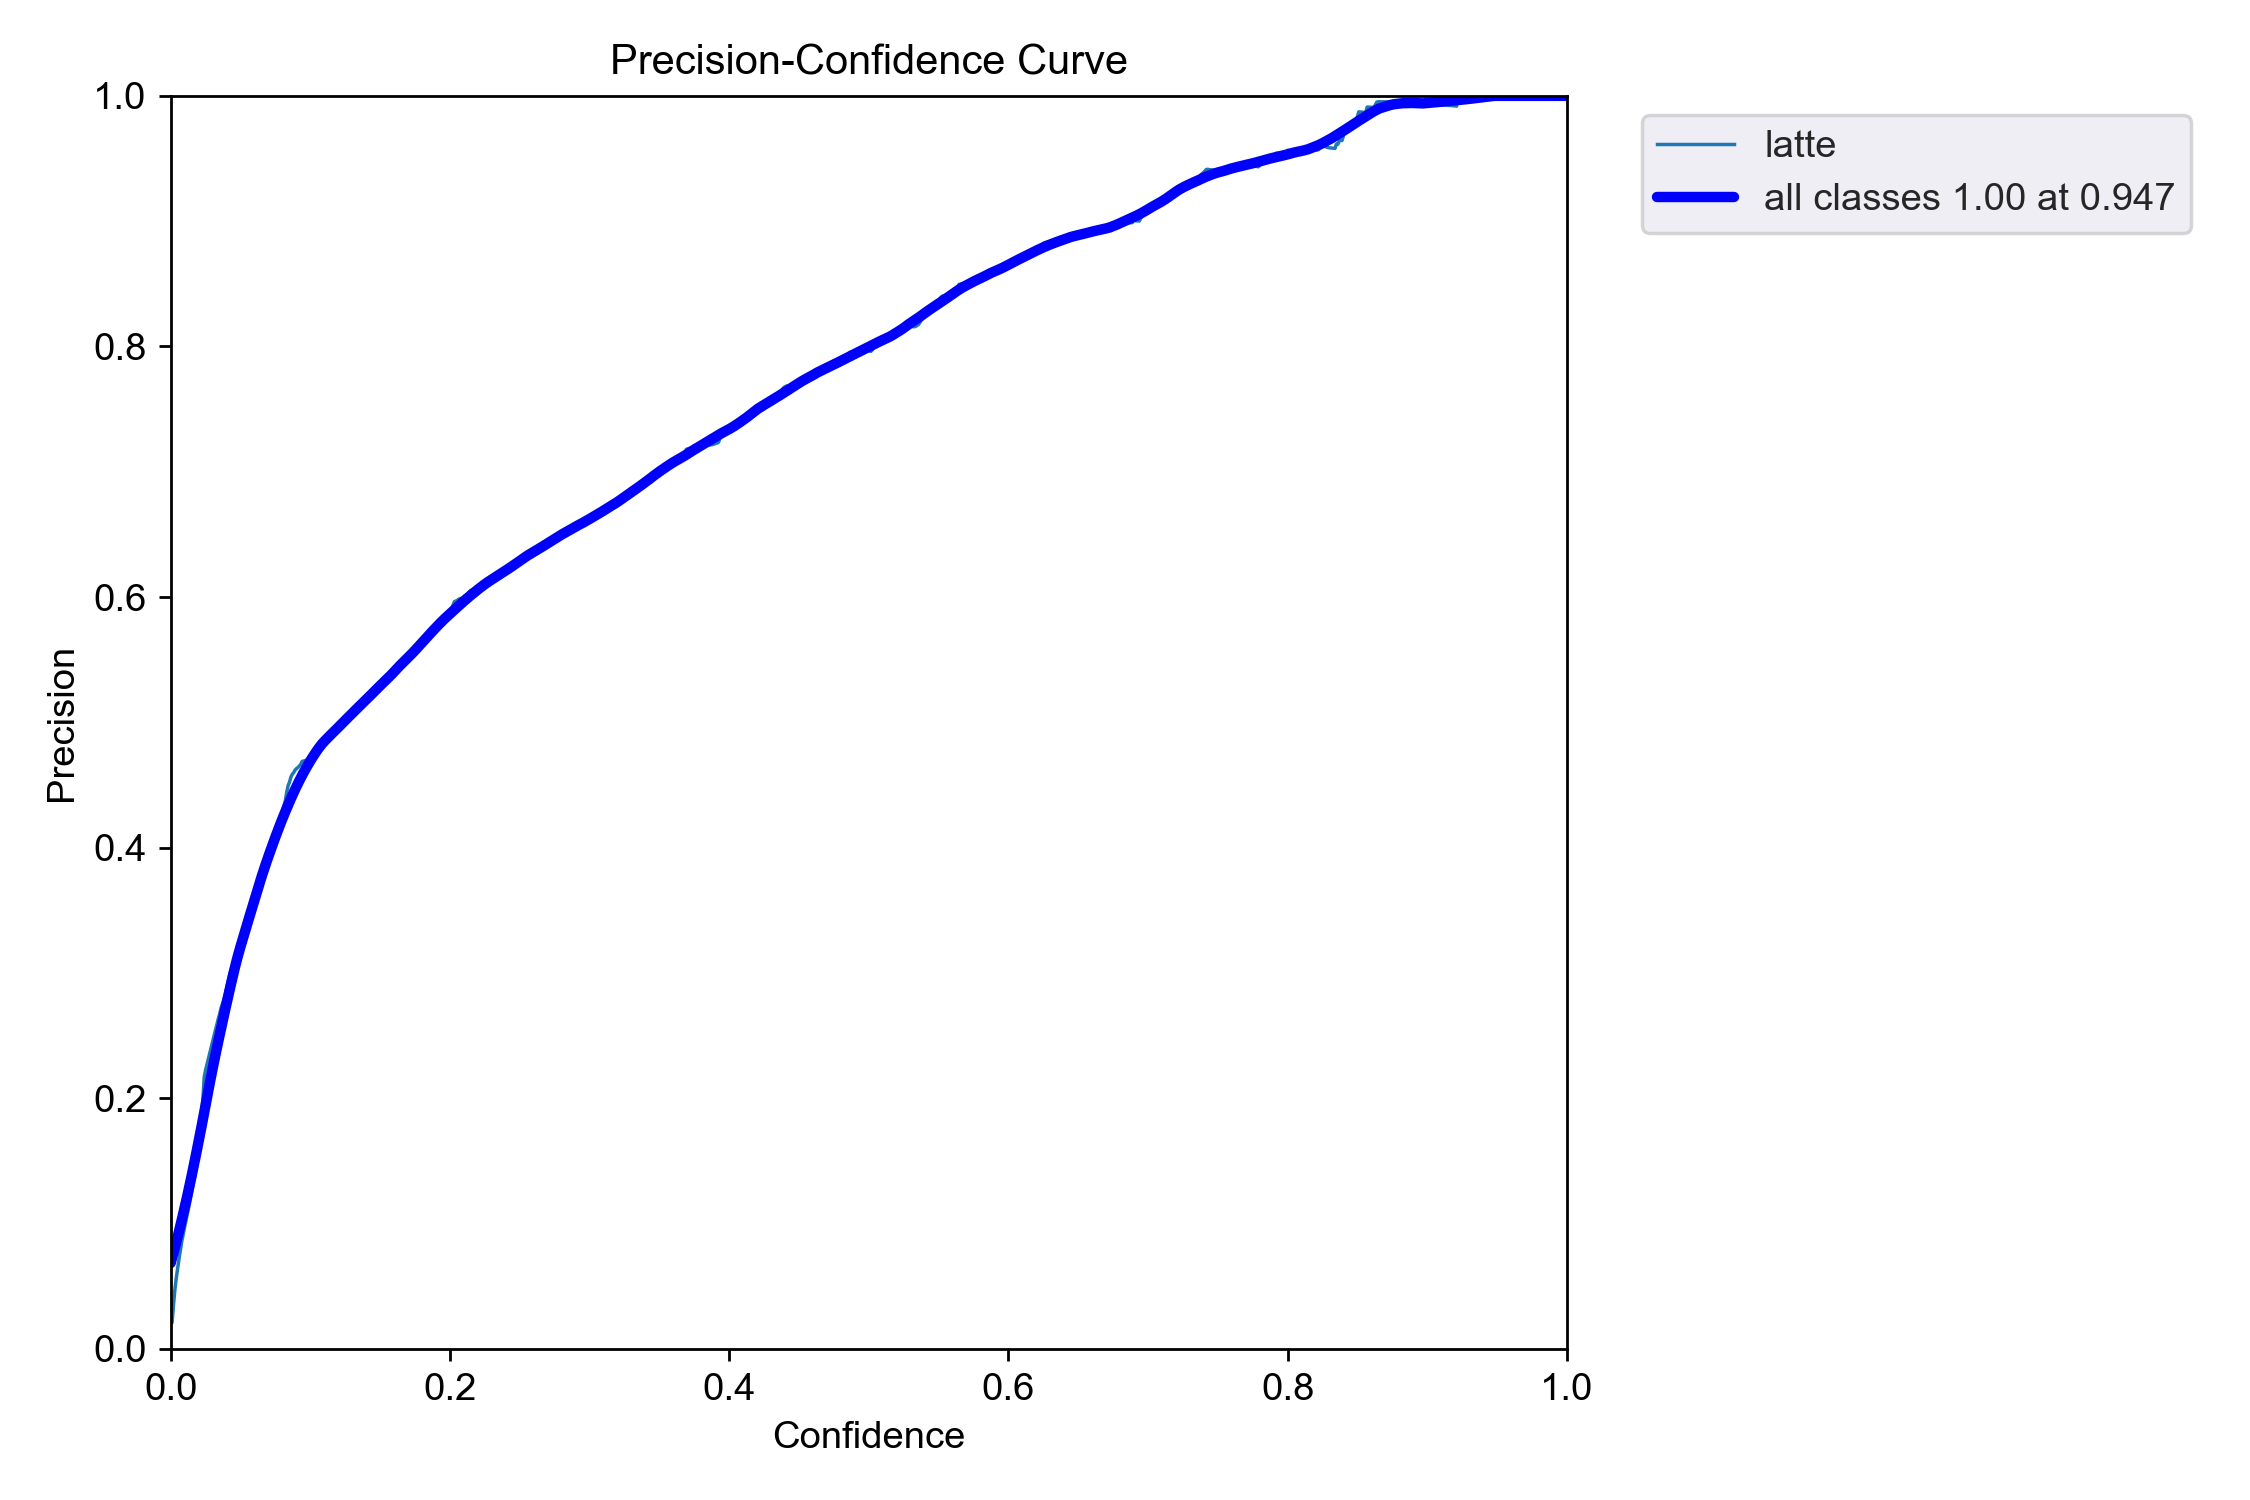 Precision-Confidence Curve
1.0
0.8
0.6
0.4
0.2
0.0
Precision
0.0 0.2 0.4 0.6 0.8 1.0
Confidence
latte
all classes 1.00 at 0.947